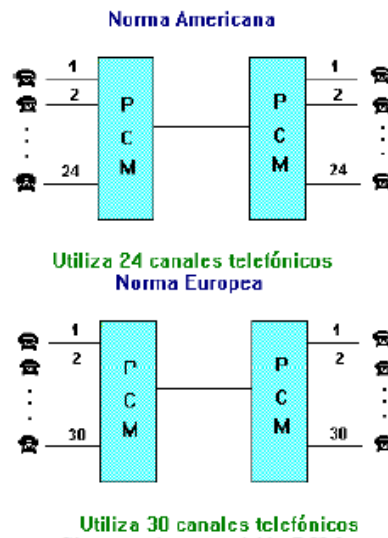 Norma Americana
1 1
2 P P 2
C C
24 M M 24
Utiliza 24 canales telefónicos
Norma Europea
1 1
2 P P 2
C C
30 M M 30
Utiliza 30 canales telefónicos